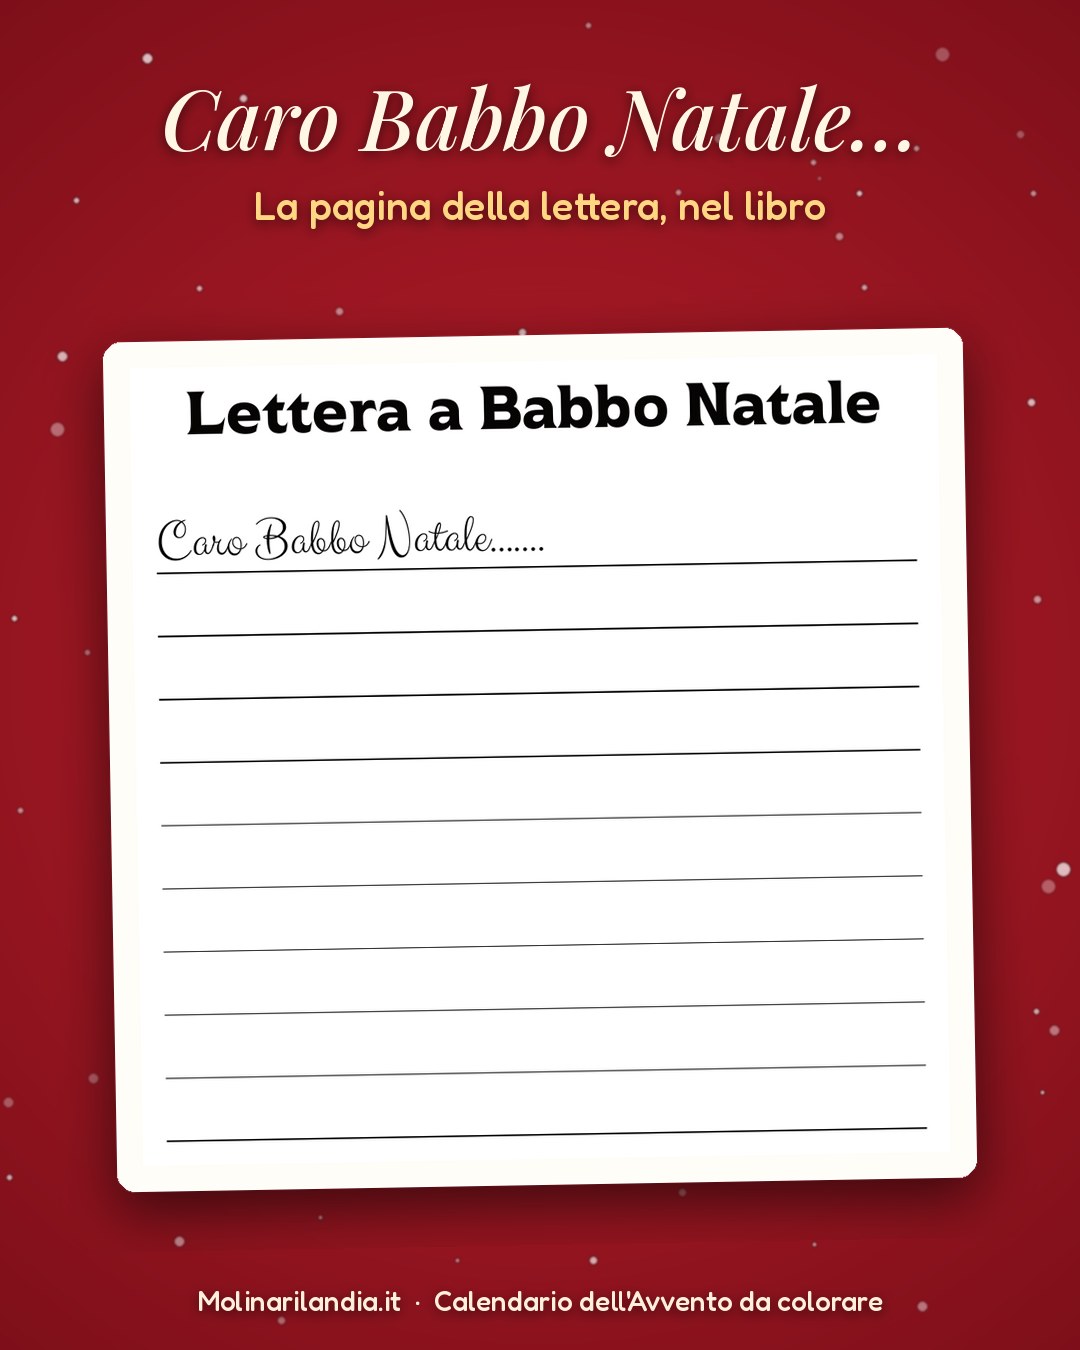 Caro Babbo Natale...
La pagina della lettera, nel libro
Lettera a Babbo Natale
Caro Babbo Natale.......
Molinarilandia.it · Calendario dell'Avvento da colorare